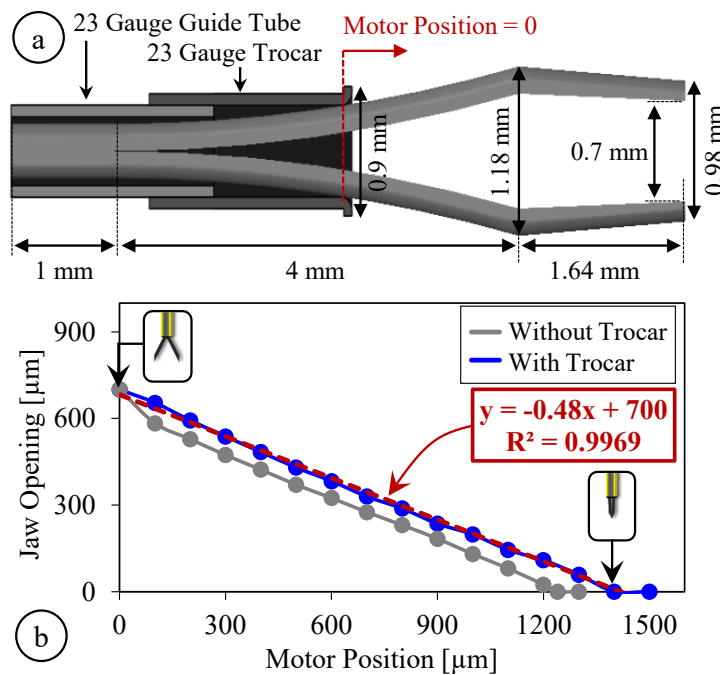 a
23 Gauge Guide Tube
23 Gauge Trocar
Motor Position = 0
0.9 mm
1.18 mm
0.7 mm
0.98 mm
1 mm
4 mm
1.64 mm
b
Jaw Opening [µm]
900
600
300
0
Without Trocar
With Trocar
y = -0.48x + 700
R² = 0.9969
0 300 600 900 1200 1500
Motor Position [µm]